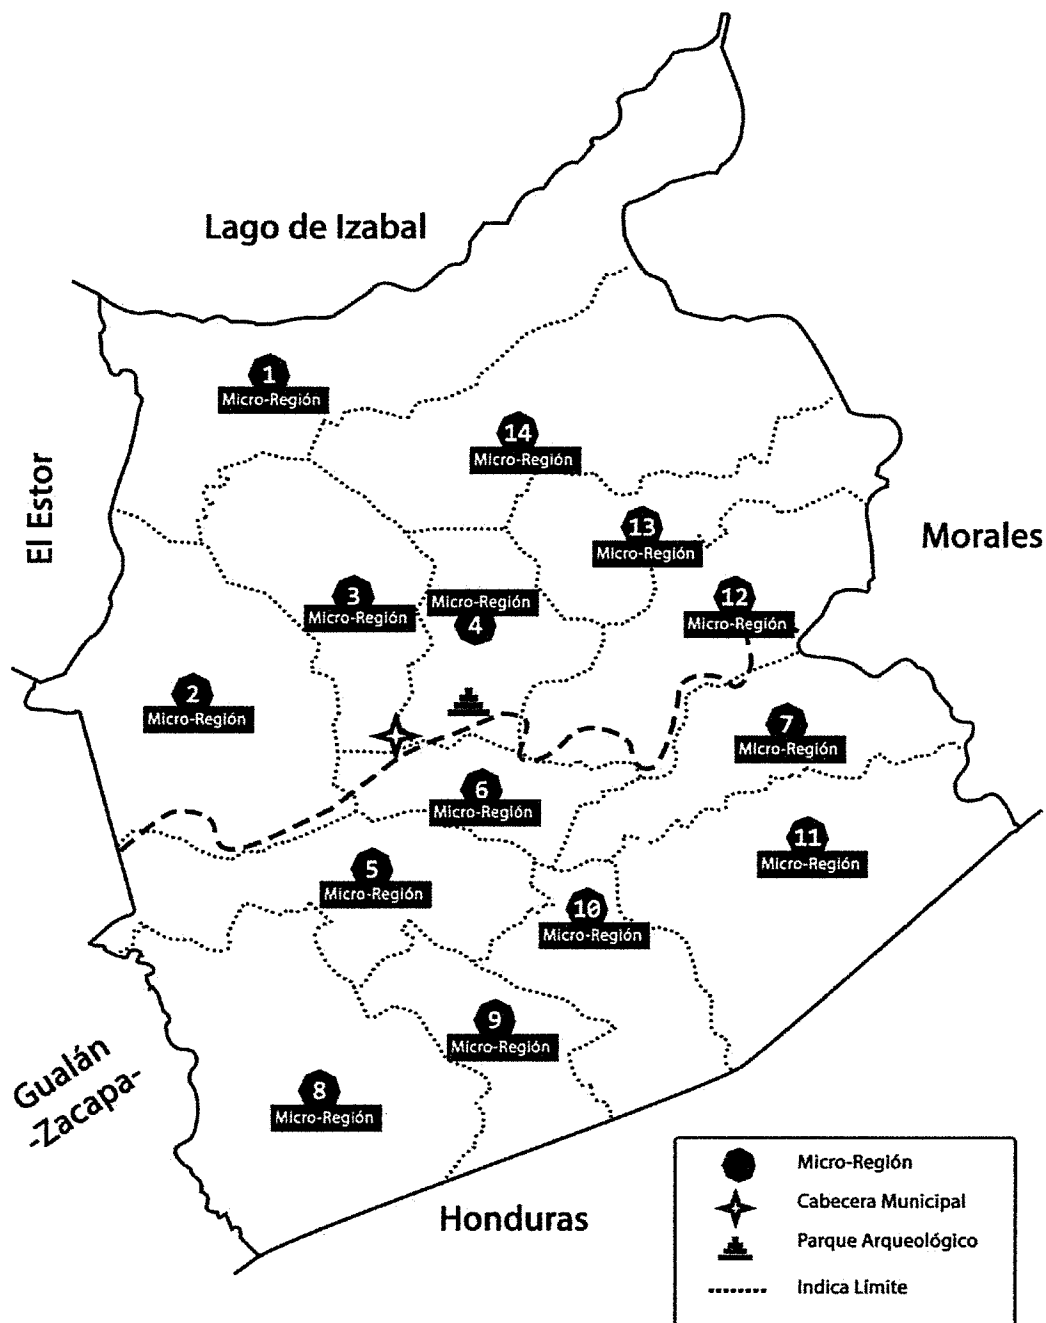 Lago de Izabal
1
Micro-Región
14
Micro-Región
El Estor
13
Micro-Región
Morales
3
Micro-Región
Micro-Región
4
12
Micro-Región
2
Micro-Región
7
Micro-Región
6
Micro-Región
11
Micro-Región
5
Micro-Región
10
Micro-Región
9
Micro-Región
Gualán
-Zacapa-
8
Micro-Región
Honduras
Micro-Región
Cabecera Municipal
Parque Arqueológico
Indica Límite